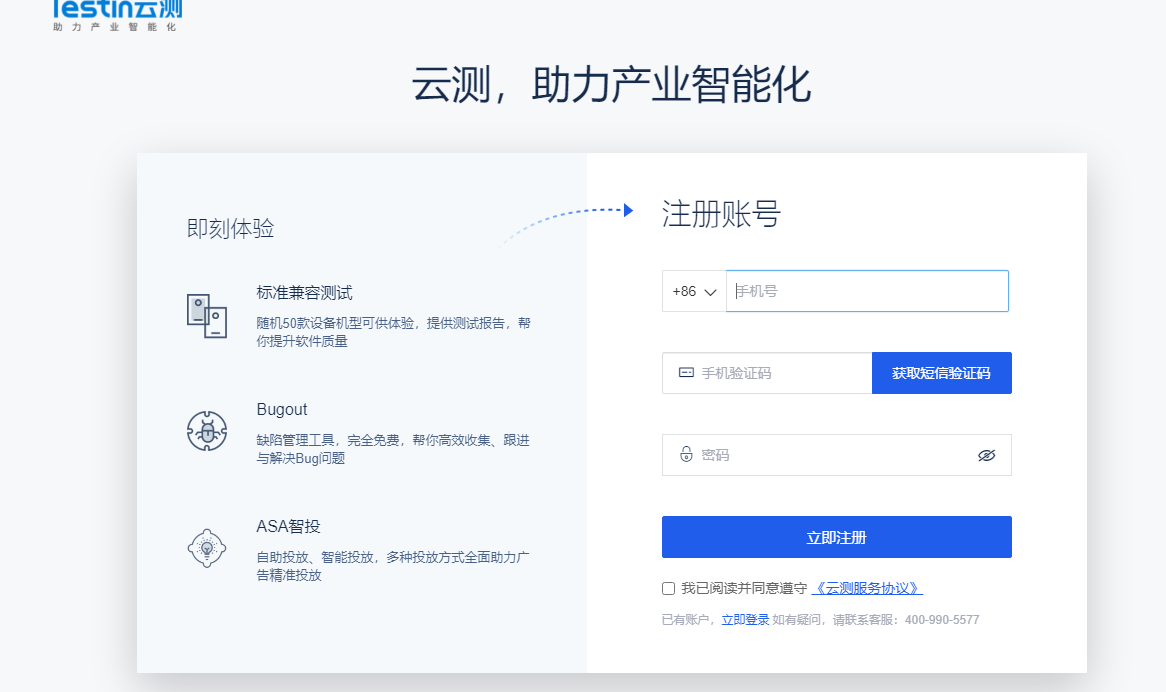 Testin云测
助力产业智能化
云测，助力产业智能化
即刻体验
标准兼容测试
随机50款设备机型可供体验，提供测试报告，帮
你提升软件质量
Bugout
缺陷管理工具，完全免费，帮你高效收集、跟进
与解决Bug问题
ASA智投
自助投放、智能投放，多种投放方式全面助力广
告精准投放
注册账号
+86 手机号
手机验证码 获取短信验证码
密码
立即注册
我已阅读并同意遵守 《云测服务协议》
已有账户，立即登录 如有疑问，请联系客服：400-990-5577